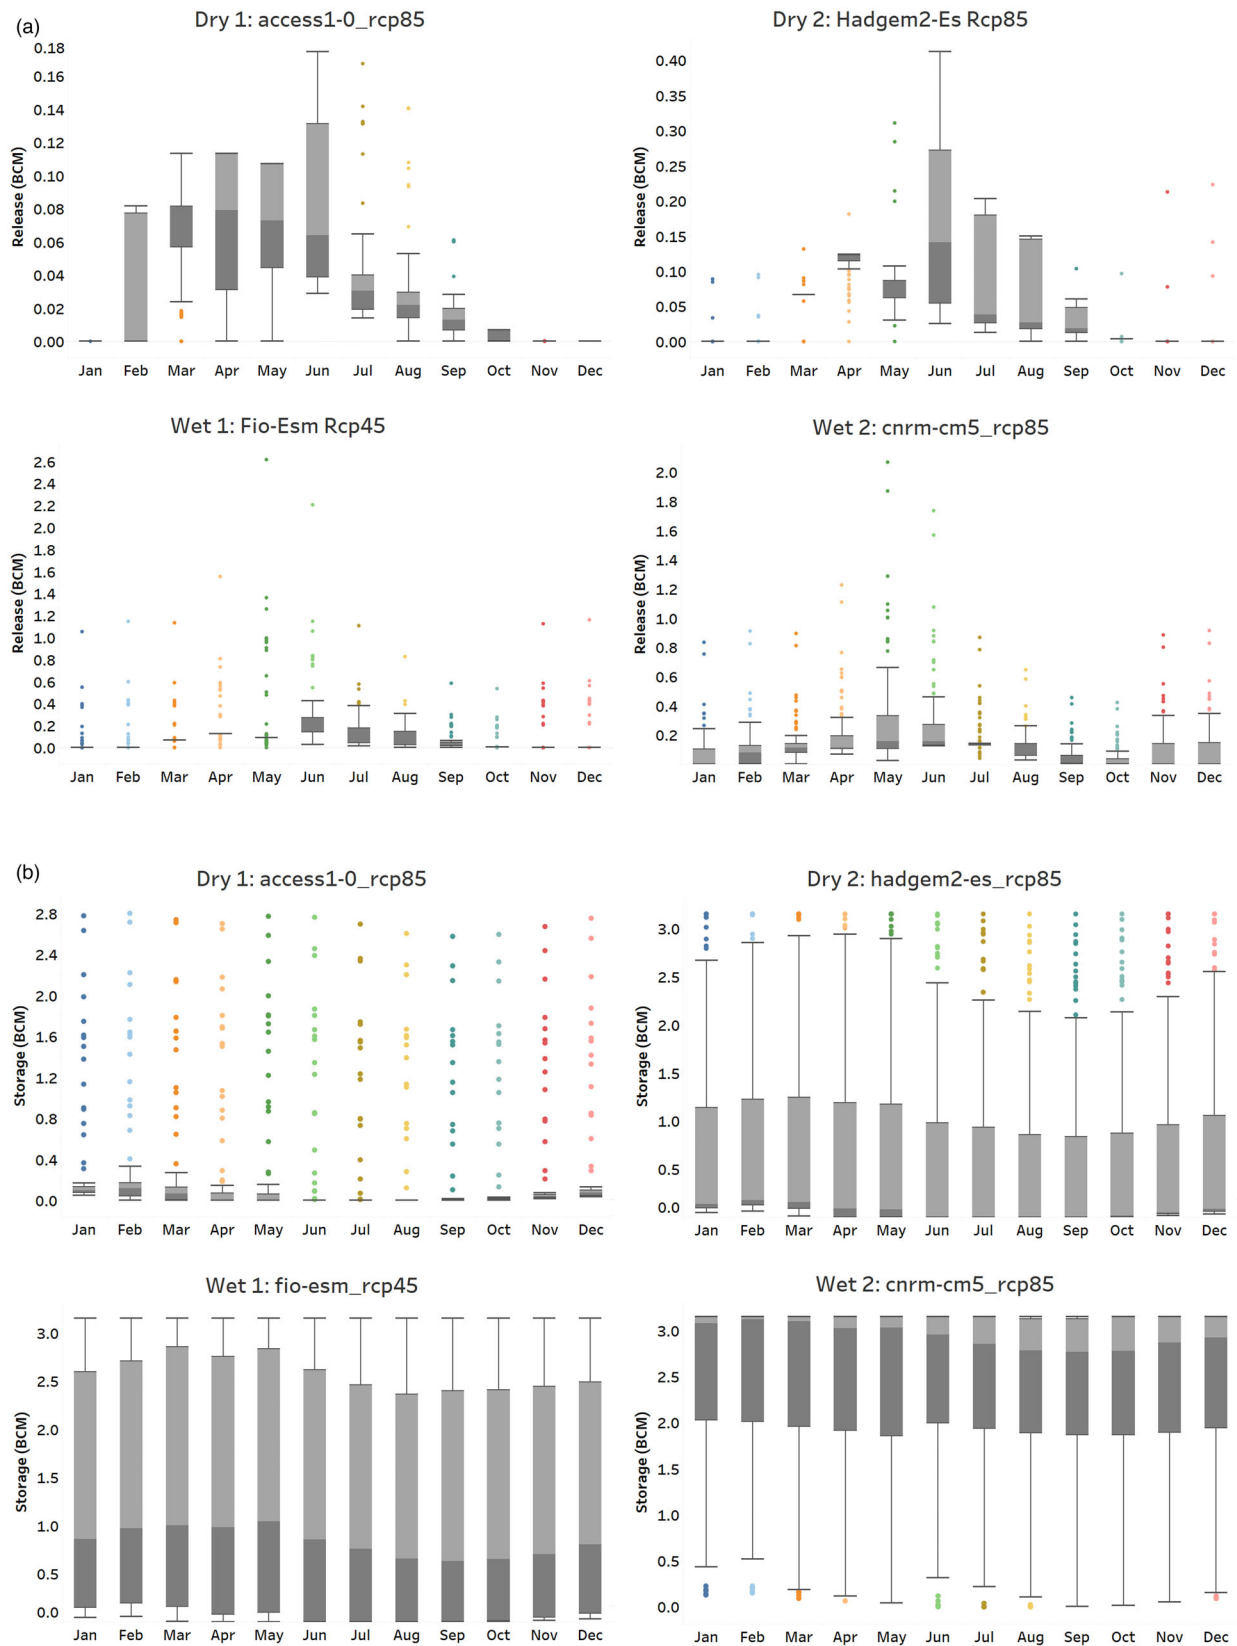 (a)
Dry 1: access1-0_rcp85
Release (BCM)
0.18
0.16
0.14
0.12
0.10
0.08
0.06
0.04
0.02
0.00
Jan Feb Mar Apr May Jun Jul Aug Sep Oct Nov Dec
Dry 2: Hadgem2-Es Rcp85
Release (BCM)
0.40
0.35
0.30
0.25
0.20
0.15
0.10
0.05
0.00
Jan Feb Mar Apr May Jun Jul Aug Sep Oct Nov Dec
Wet 1: Fio-Esm Rcp45
Release (BCM)
2.6
2.4
2.2
2.0
1.8
1.6
1.4
1.2
1.0
0.8
0.6
0.4
0.2
0.0
Jan Feb Mar Apr May Jun Jul Aug Sep Oct Nov Dec
Wet 2: cnrm-cm5_rcp85
Release (BCM)
2.0
1.8
1.6
1.4
1.2
1.0
0.8
0.6
0.4
0.2
Jan Feb Mar Apr May Jun Jul Aug Sep Oct Nov Dec
(b)
Dry 1: access1-0_rcp85
Storage (BCM)
2.8
2.4
2.0
1.6
1.2
0.8
0.4
0.0
Jan Feb Mar Apr May Jun Jul Aug Sep Oct Nov Dec
Dry 2: hadgem2-es_rcp85
Storage (BCM)
3.0
2.5
2.0
1.5
1.0
0.5
0.0
Jan Feb Mar Apr May Jun Jul Aug Sep Oct Nov Dec
Wet 1: fio-esm_rcp45
Storage (BCM)
3.0
2.5
2.0
1.5
1.0
0.5
0.0
Jan Feb Mar Apr May Jun Jul Aug Sep Oct Nov Dec
Wet 2: cnrm-cm5_rcp85
Storage (BCM)
3.0
2.5
2.0
1.5
1.0
0.5
0.0
Jan Feb Mar Apr May Jun Jul Aug Sep Oct Nov Dec